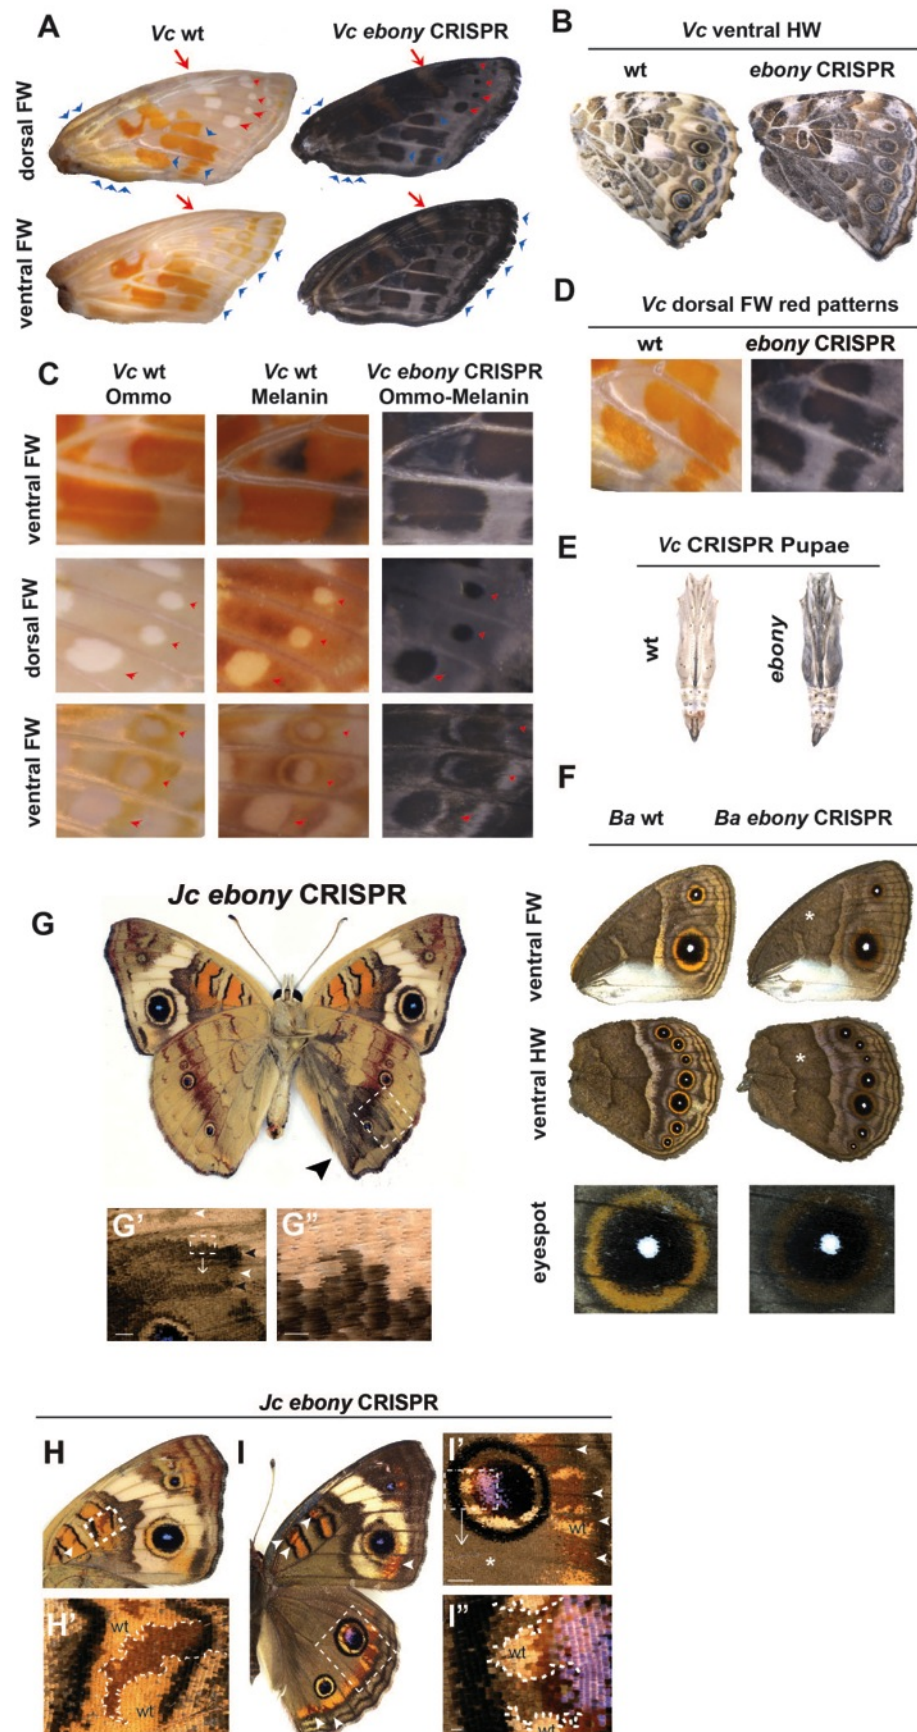 A
Vc wt
Vc ebony CRISPR
dorsal FW
ventral FW
B
Vc ventral HW
wt
ebony CRISPR
C
Vc wt
Ommo
Vc wt
Melanin
Vc ebony CRISPR
Ommo-Melanin
ventral FW
dorsal FW
ventral FW
D
Vc dorsal FW red patterns
wt
ebony CRISPR
E
Vc CRISPR Pupae
wt
ebony
F
Ba wt
Ba ebony CRISPR
ventral FW
*
ventral HW
*
eyespot
G
Jc ebony CRISPR
G'
G"
Jc ebony CRISPR
H
I
I'
wt
*
H'
wt
wt
I"
wt
wt